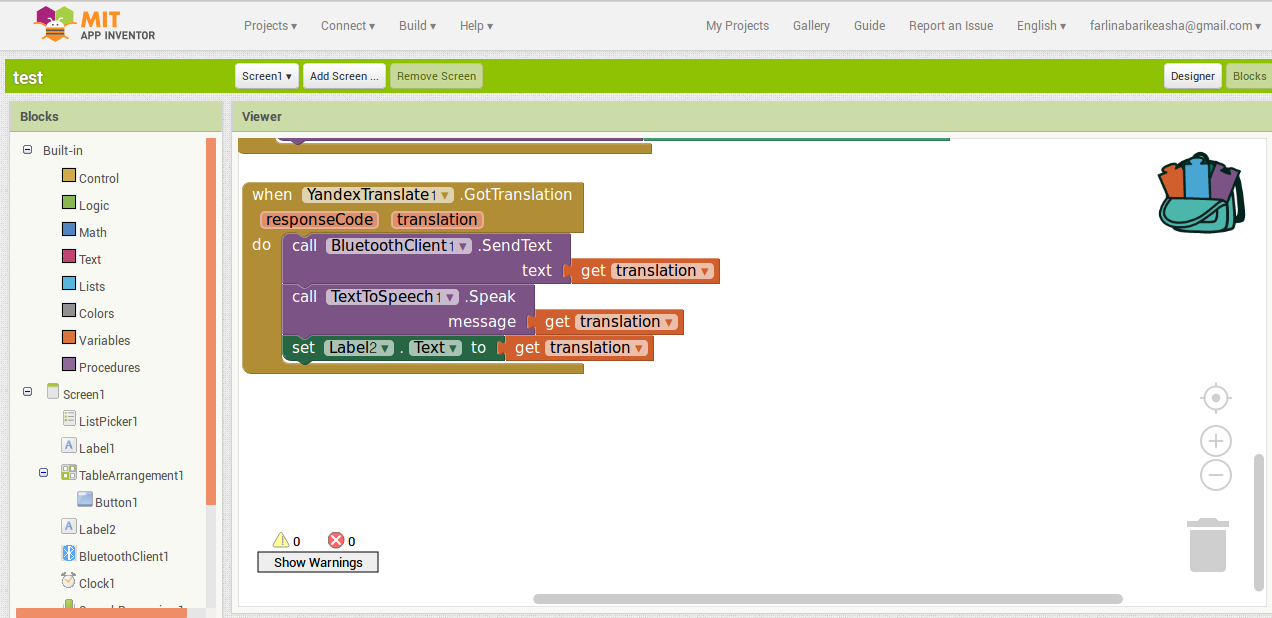 MIT
APP INVENTOR
Projects ▾ Connect ▾ Build ▾ Help ▾ My Projects Gallery Guide Report an Issue English ▾ farlinabarikeasha@gmail.com ▾
test Screen1 ▾ Add Screen ... Remove Screen Designer Blocks
Blocks
Viewer
Built-in
Control
Logic
Math
Text
Lists
Colors
Variables
Procedures
Screen1
ListPicker1
Label1
TableArrangement1
Button1
Label2
BluetoothClient1
Clock1
when YandexTranslate1 ▾ .GotTranslation
responseCode translation
do call BluetoothClient1 ▾ .SendText
text get translation ▾
call TextToSpeech1 ▾ .Speak
message get translation ▾
set Label2 ▾ . Text ▾ to get translation ▾
0 0
Show Warnings